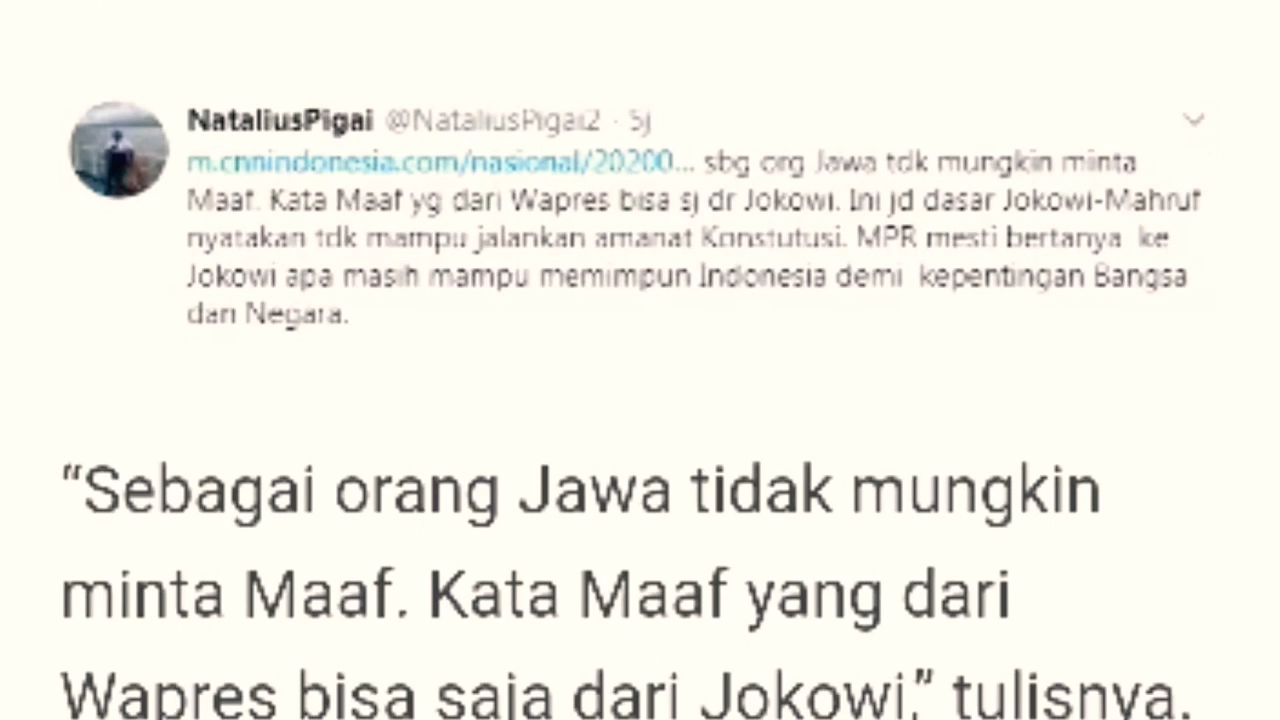 NataliusPigai @NataliusPigai2 · 5j
m.cnnindonesia.com/nasional/20200... sbg org Jawa tdk mungkin minta
Maaf. Kata Maaf yg dari Wapres bisa sj dr Jokowi. Ini jd dasar Jokowi-Mahruf
nyatakan tdk mampu jalankan amanat Konstutusi. MPR mesti bertanya ke
Jokowi apa masih mampu memimpun Indonesia demi kepentingan Bangsa
dan Negara.
“Sebagai orang Jawa tidak mungkin
minta Maaf. Kata Maaf yang dari
Wapres bisa saja dari Jokowi,” tulisnya.